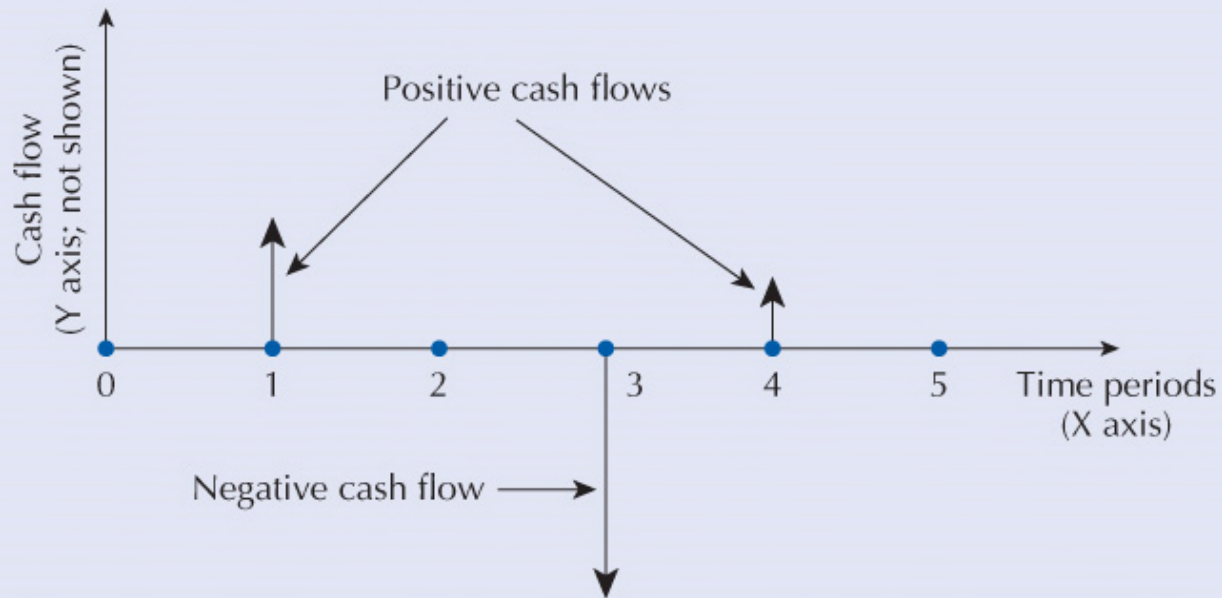 Cash flow
(Y axis; not shown)
Positive cash flows
0
1
2
3
4
5
Time periods
(X axis)
Negative cash flow